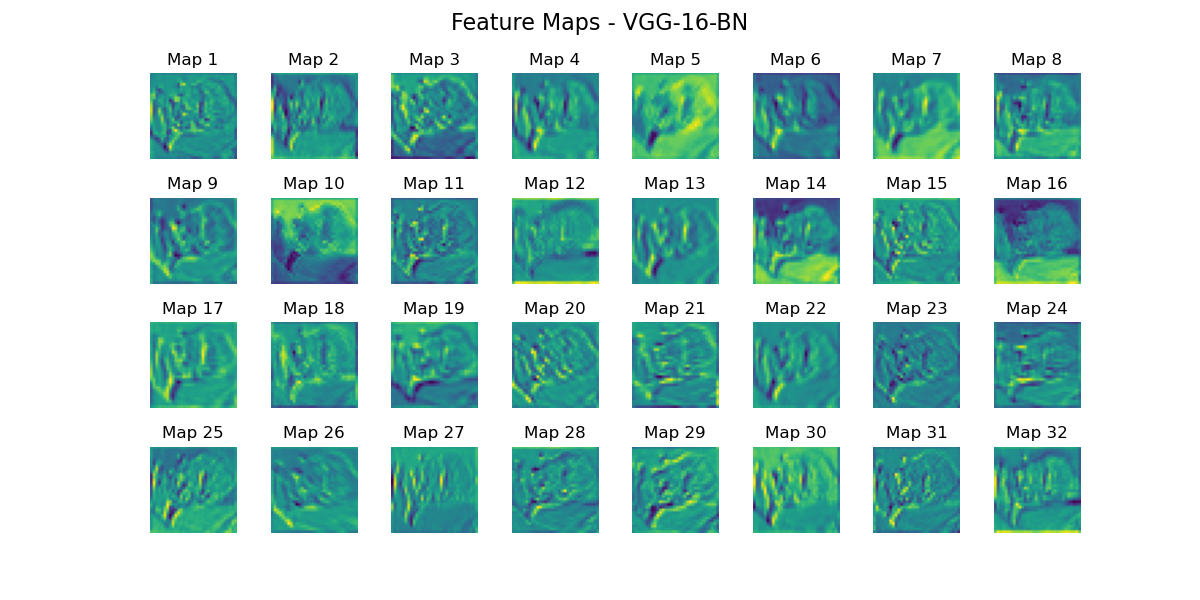 Feature Maps - VGG-16-BN
Map 1 Map 2 Map 3 Map 4 Map 5 Map 6 Map 7 Map 8
Map 9 Map 10 Map 11 Map 12 Map 13 Map 14 Map 15 Map 16
Map 17 Map 18 Map 19 Map 20 Map 21 Map 22 Map 23 Map 24
Map 25 Map 26 Map 27 Map 28 Map 29 Map 30 Map 31 Map 32